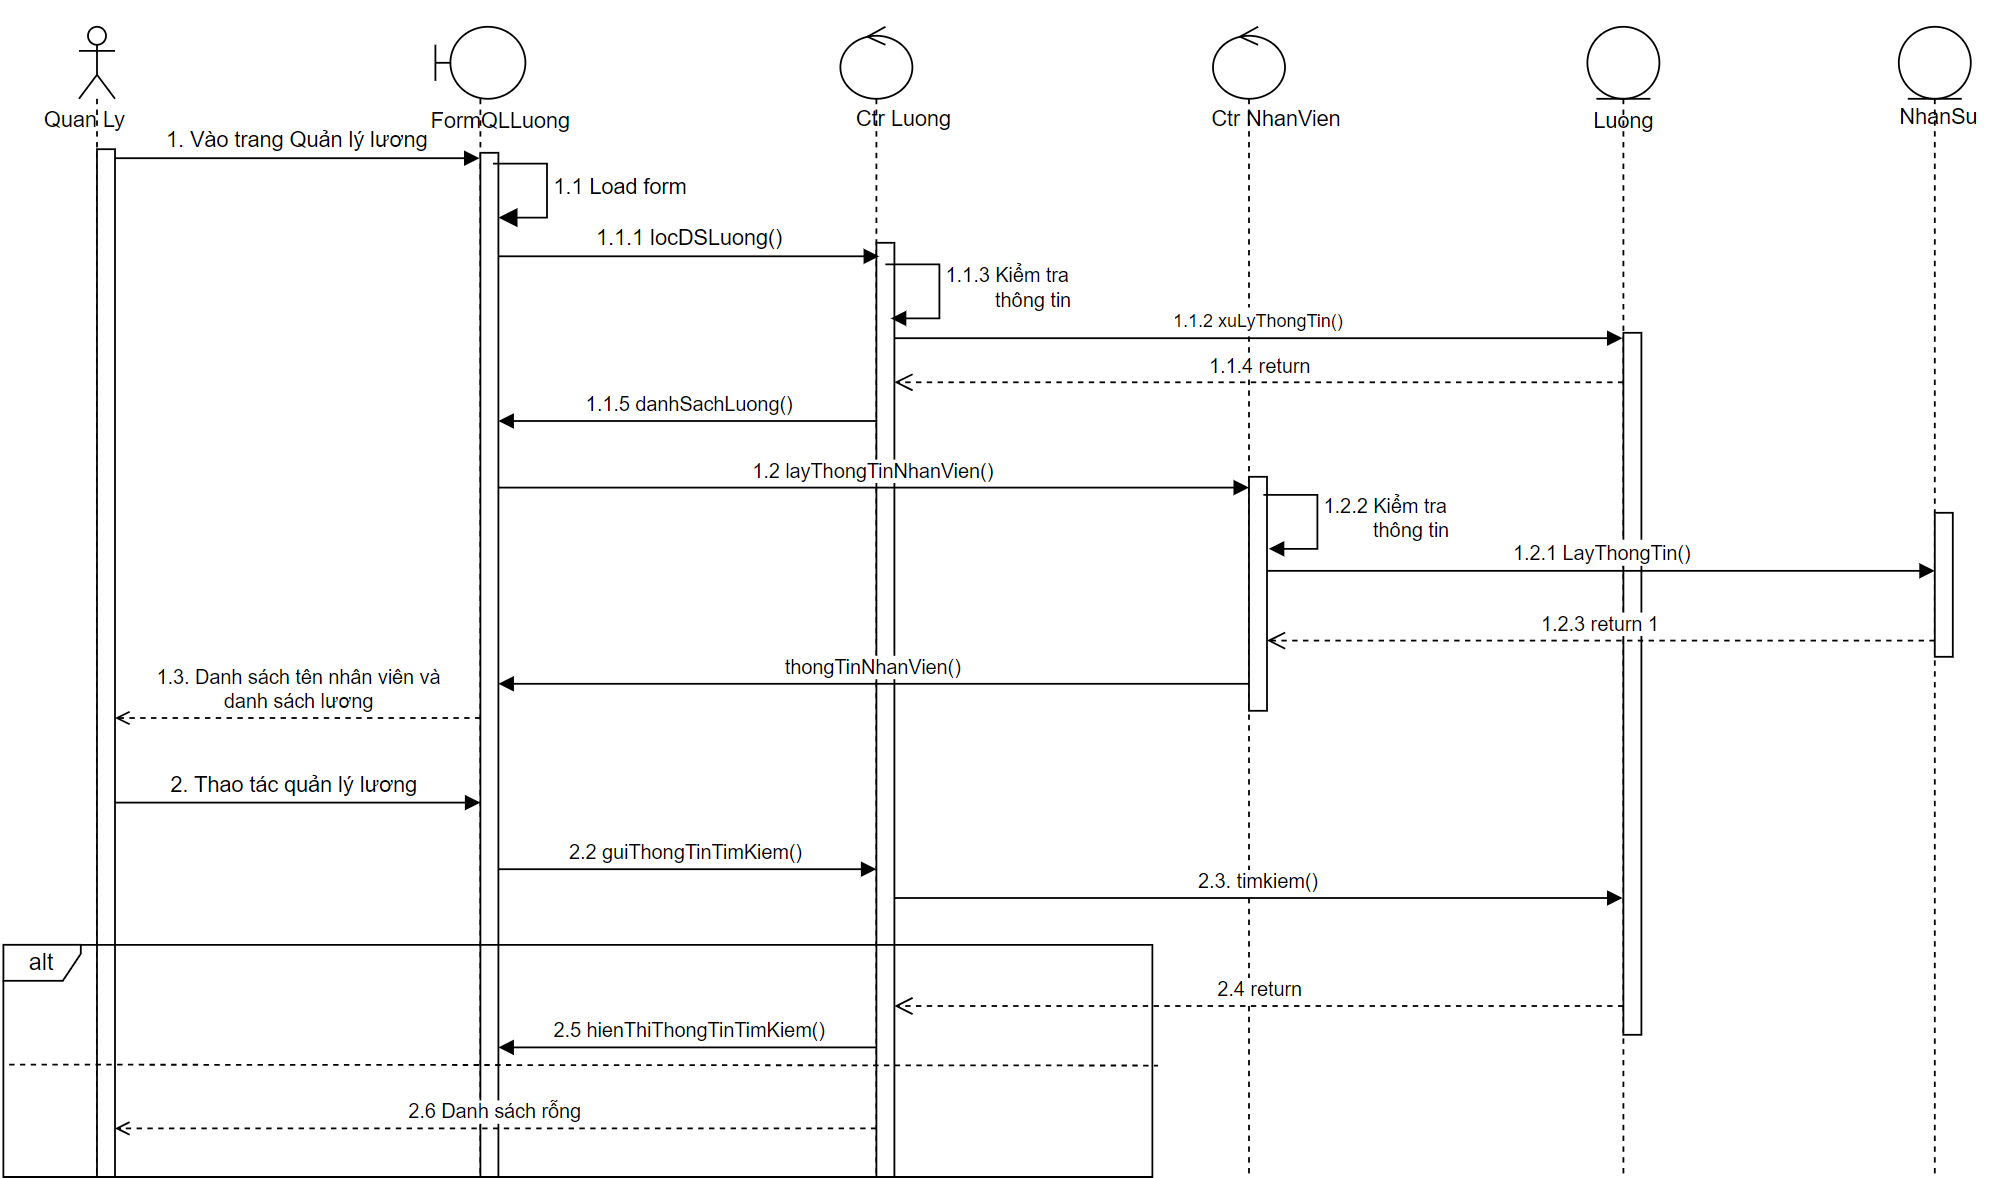 Quan Ly
FormQLLuong
Ctr Luong
Ctr NhanVien
Luong
NhanSu
1. Vào trang Quản lý lương
1.1 Load form
1.1.1 locDSLuong()
1.1.3 Kiểm tra
thông tin
1.1.2 xuLyThongTin()
1.1.4 return
1.1.5 danhSachLuong()
1.2 layThongTinNhanVien()
1.2.2 Kiểm tra
thông tin
1.2.1 LayThongTin()
1.2.3 return 1
thongTinNhanVien()
1.3. Danh sách tên nhân viên và
danh sách lương
2. Thao tác quản lý lương
2.2 guiThongTinTimKiem()
2.3. timkiem()
alt
2.4 return
2.5 hienThiThongTinTimKiem()
2.6 Danh sách rỗng